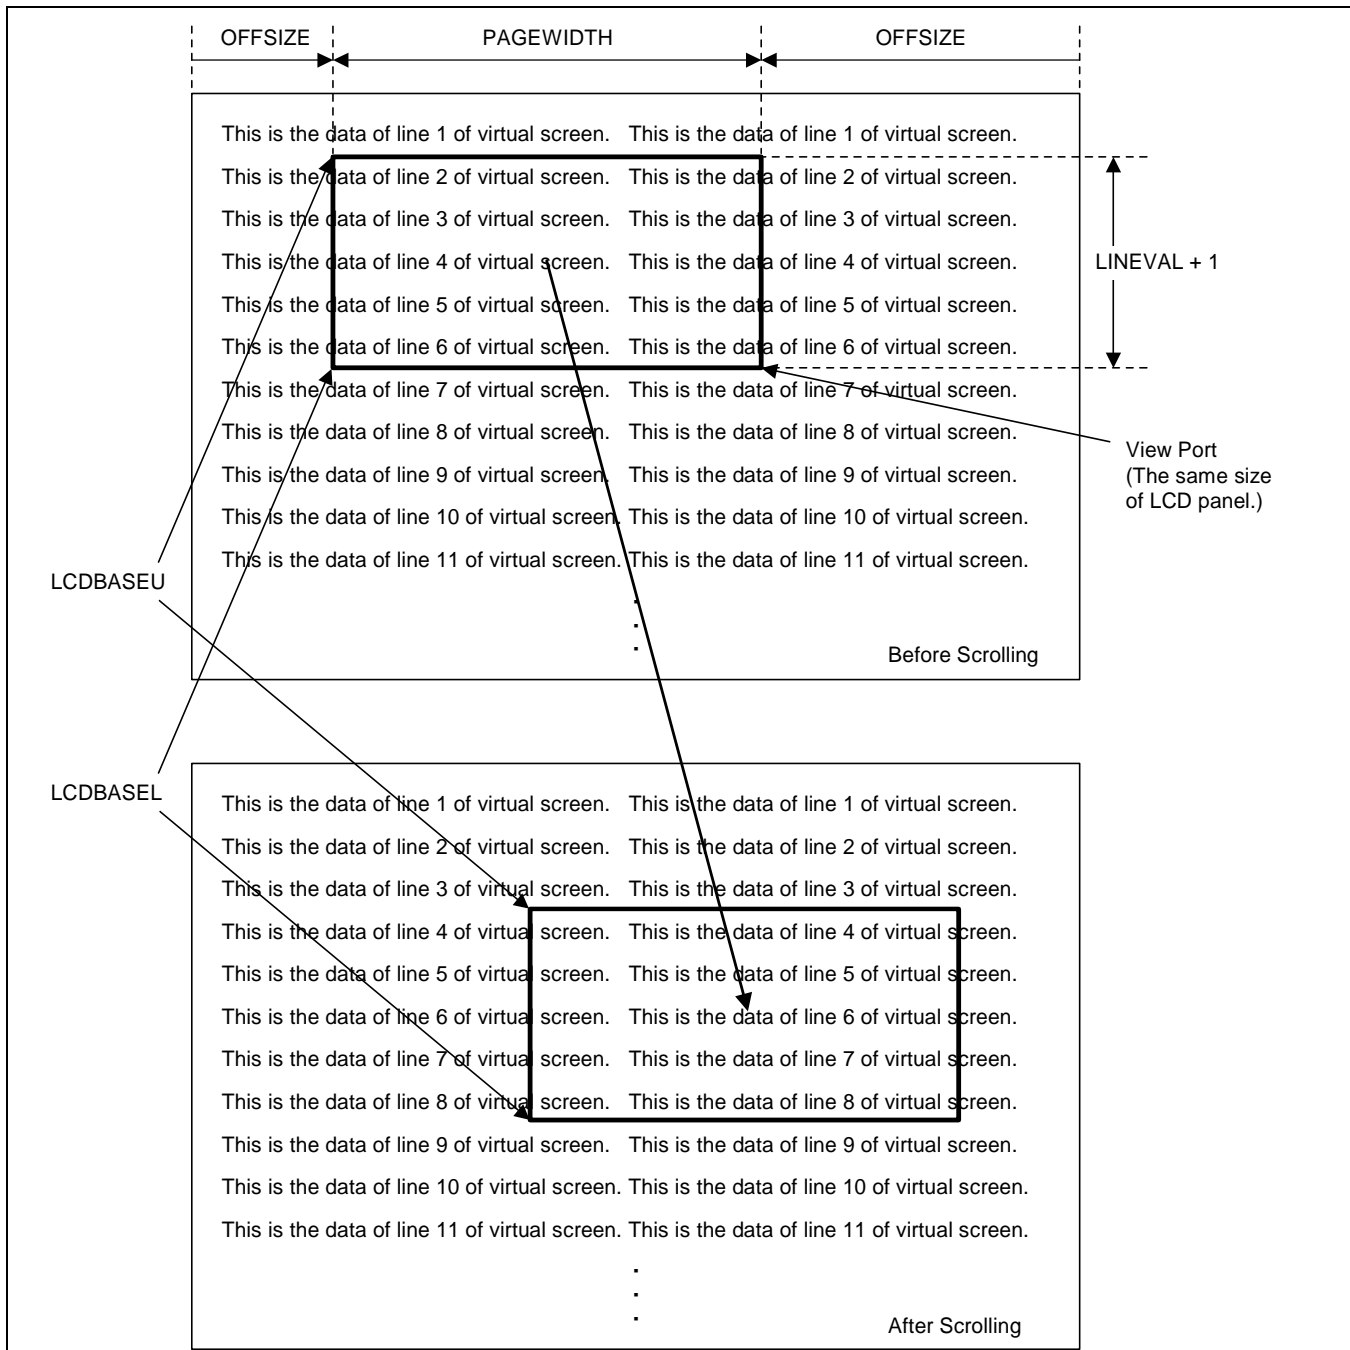 OFFSIZE PAGEWIDTH OFFSIZE
This is the data of line 1 of virtual screen. This is the data of line 1 of virtual screen.
This is the data of line 2 of virtual screen. This is the data of line 2 of virtual screen.
This is the data of line 3 of virtual screen. This is the data of line 3 of virtual screen.
This is the data of line 4 of virtual screen. This is the data of line 4 of virtual screen.
LINEVAL + 1
This is the data of line 5 of virtual screen. This is the data of line 5 of virtual screen.
This is the data of line 6 of virtual screen. This is the data of line 6 of virtual screen.
This is the data of line 7 of virtual screen. This is the data of line 7 of virtual screen.
This is the data of line 8 of virtual screen. This is the data of line 8 of virtual screen.
This is the data of line 9 of virtual screen. This is the data of line 9 of virtual screen.
This is the data of line 10 of virtual screen. This is the data of line 10 of virtual screen.
This is the data of line 11 of virtual screen. This is the data of line 11 of virtual screen.
View Port
(The same size
of LCD panel.)
LCDBASEU
.
.
.
Before Scrolling
LCDBASEL
This is the data of line 1 of virtual screen. This is the data of line 1 of virtual screen.
This is the data of line 2 of virtual screen. This is the data of line 2 of virtual screen.
This is the data of line 3 of virtual screen. This is the data of line 3 of virtual screen.
This is the data of line 4 of virtual screen. This is the data of line 4 of virtual screen.
This is the data of line 5 of virtual screen. This is the data of line 5 of virtual screen.
This is the data of line 6 of virtual screen. This is the data of line 6 of virtual screen.
This is the data of line 7 of virtual screen. This is the data of line 7 of virtual screen.
This is the data of line 8 of virtual screen. This is the data of line 8 of virtual screen.
This is the data of line 9 of virtual screen. This is the data of line 9 of virtual screen.
This is the data of line 10 of virtual screen. This is the data of line 10 of virtual screen.
This is the data of line 11 of virtual screen. This is the data of line 11 of virtual screen.
.
.
.
After Scrolling